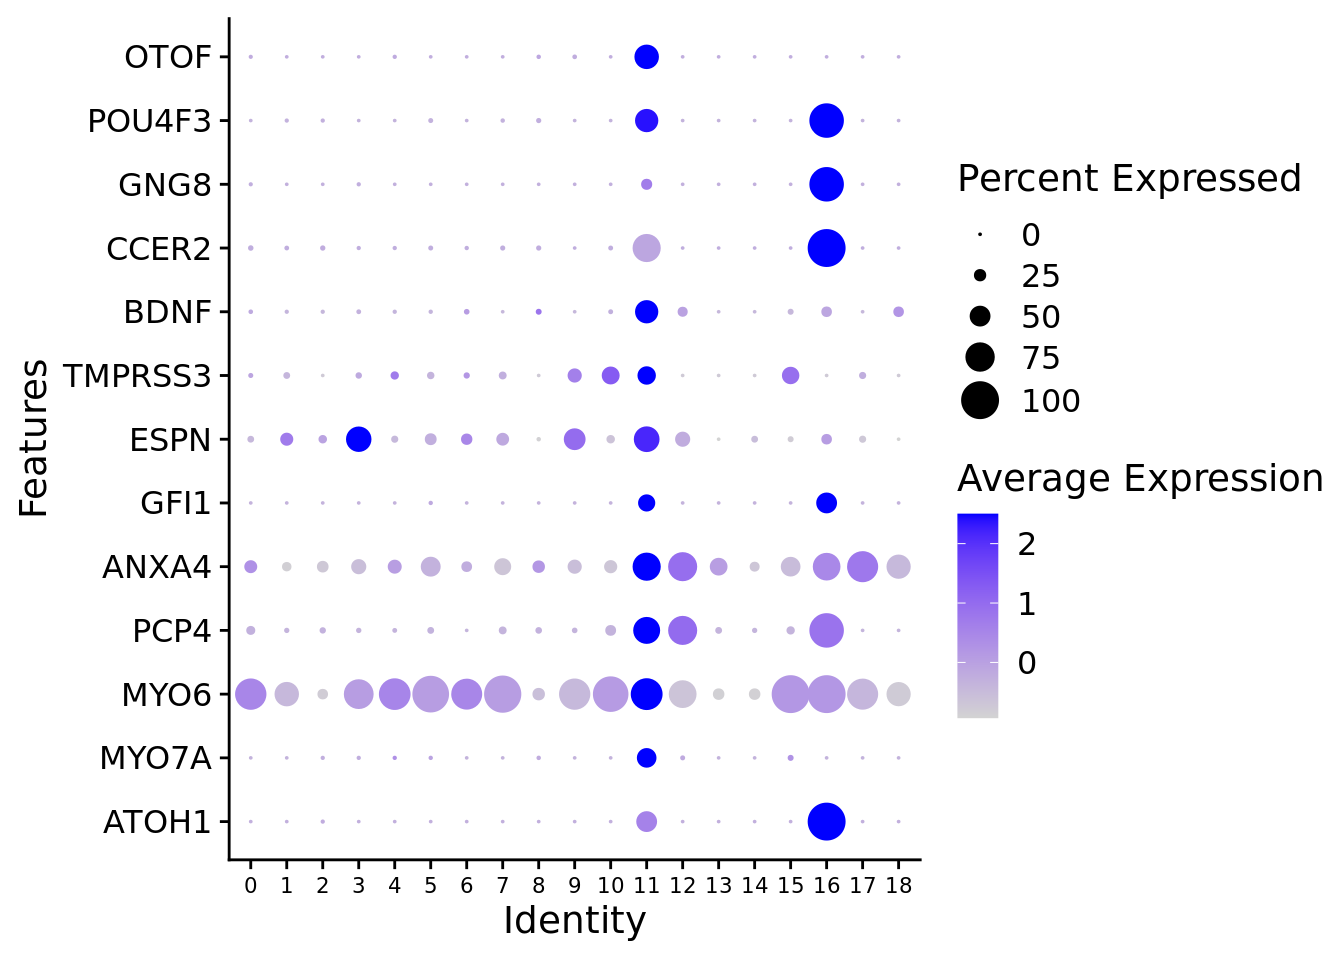 OTOF
POU4F3
GNG8
CCER2
BDNF
TMPRSS3
ESPN
GFI1
ANXA4
PCP4
MYO6
MYO7A
ATOH1
Features
0 1 2 3 4 5 6 7 8 9 10 11 12 13 14 15 16 17 18
Identity
Percent Expressed
0
25
50
75
100
Average Expression
2
1
0